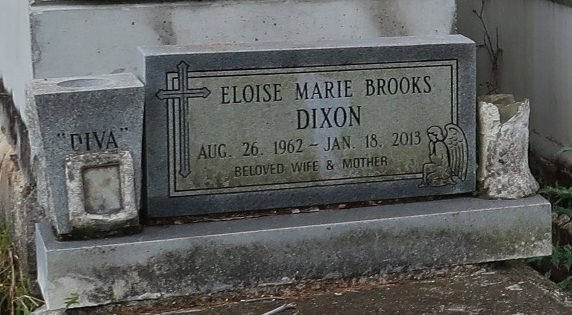 "DIVA"
ELOISE MARIE BROOKS
DIXON
AUG. 26. 1962 ~ JAN. 18. 2013
BELOVED WIFE & MOTHER